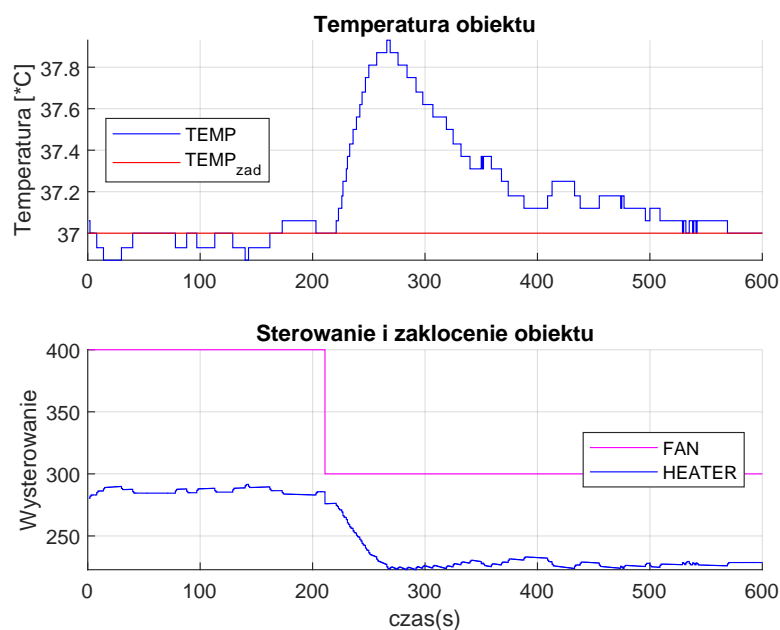 Temperatura obiektu
Temperatura [*C]
37.8
37.6
37.4
37.2
37
TEMP
TEMP_zad
0 100 200 300 400 500 600
Sterowanie i zaklocenie obiektu
Wysterowanie
400
350
300
250
FAN
HEATER
0 100 200 300 400 500 600
czas(s)